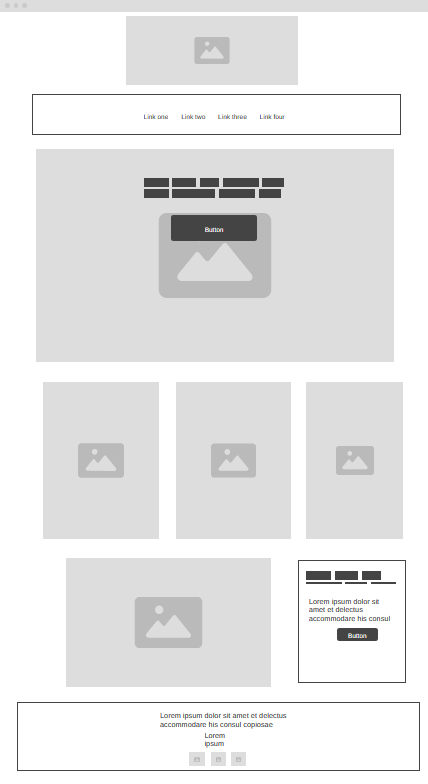 Link one Link two Link three Link four
Button
Lorem ipsum dolor sit
amet et delectus
accommodare his consul
Button
Lorem ipsum dolor sit amet et delectus
accommodare his consul copiosae
Lorem
ipsum